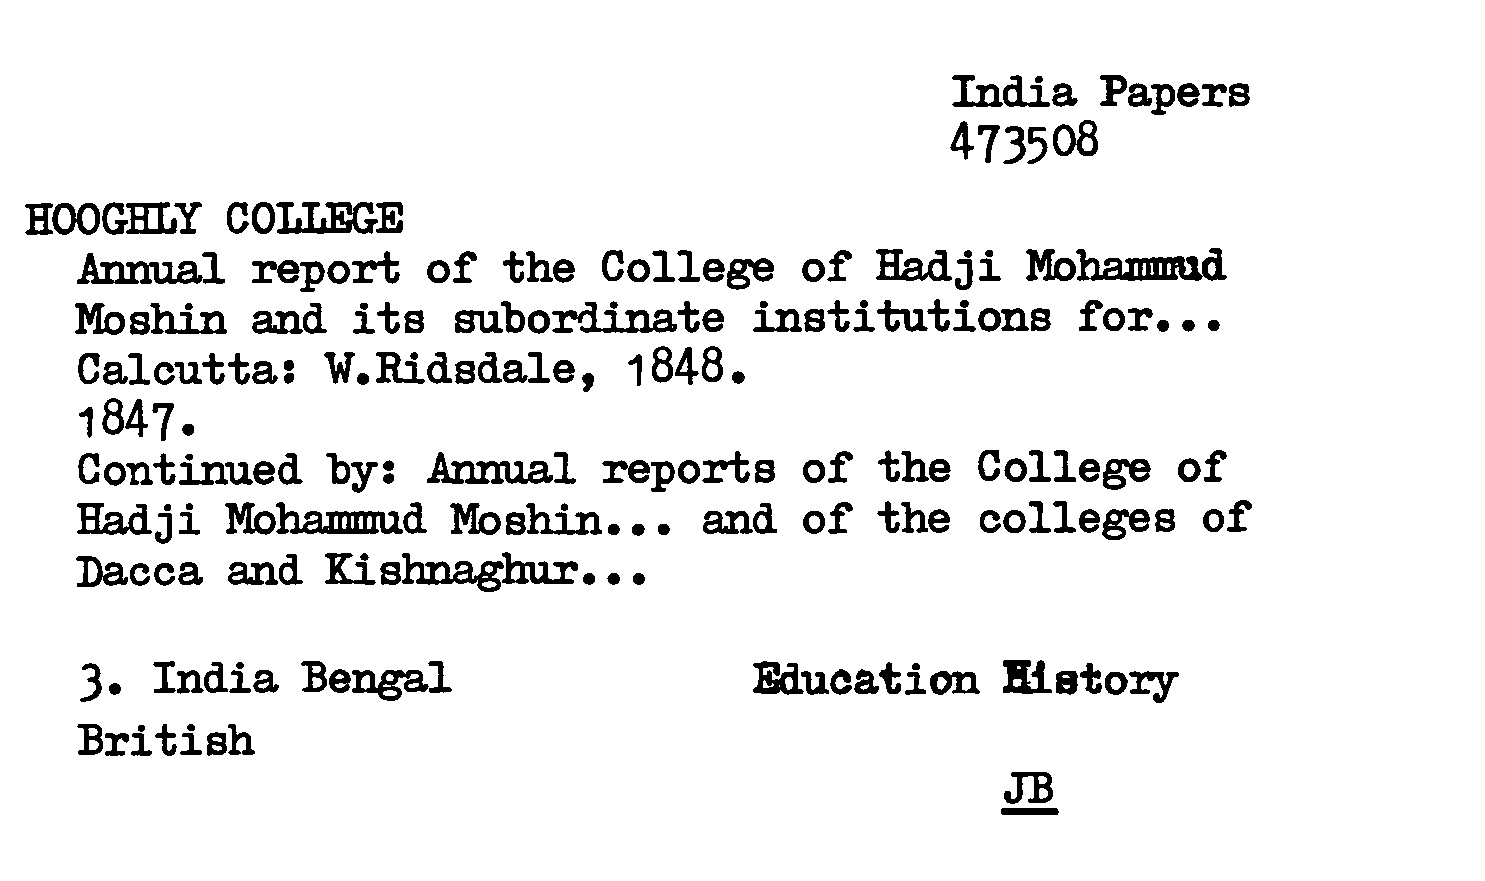 India Papers
473508
HOOGHLY COLLEGE
Annual report of the College of Hadji Mohammud
Moshin and its subordinate institutions for...
Calcutta: W.Ridsdale, 1848.
1847.
Continued by: Annual reports of the College of
Hadji Mohammud Moshin... and of the colleges of
Dacca and Kishnaghur...
3. India Bengal Education History
British
JB